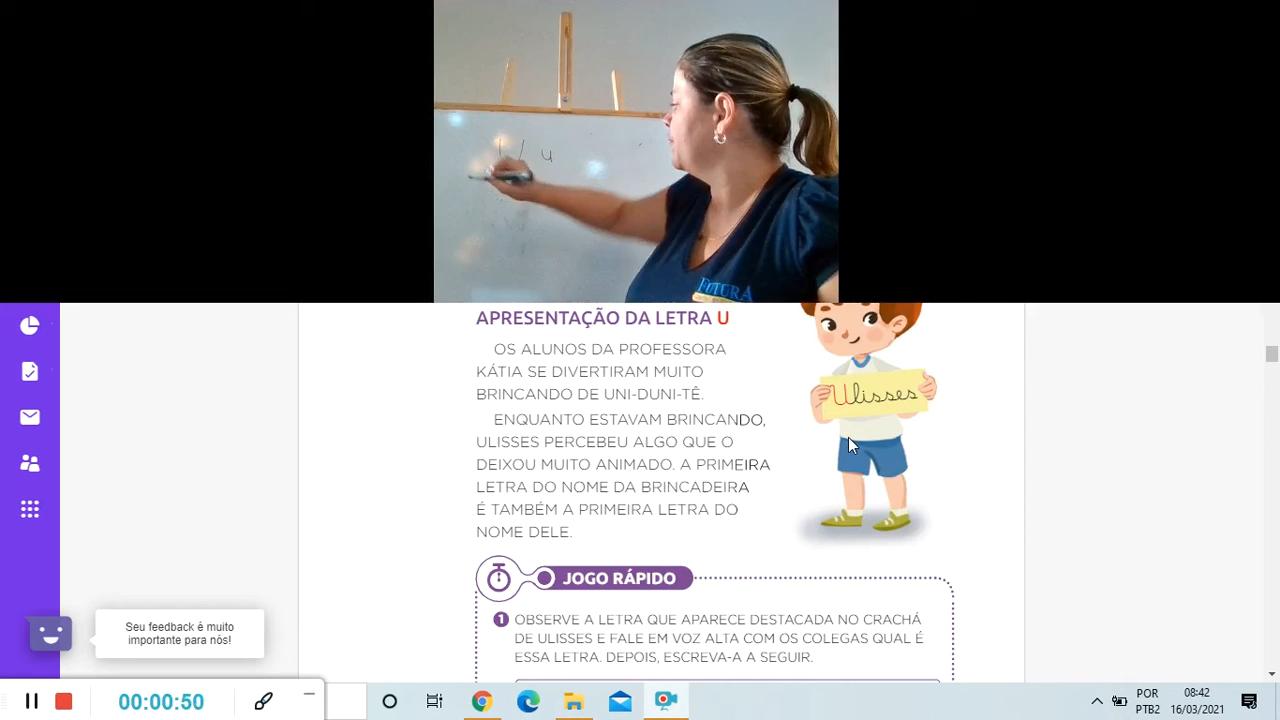 U u
FUTURA
APRESENTAÇÃO DA LETRA U
OS ALUNOS DA PROFESSORA
KÁTIA SE DIVERTIRAM MUITO
BRINCANDO DE UNI-DUNI-TÊ.
ENQUANTO ESTAVAM BRINCANDO,
ULISSES PERCEBEU ALGO QUE O
DEIXOU MUITO ANIMADO. A PRIMEIRA
LETRA DO NOME DA BRINCADEIRA
É TAMBÉM A PRIMEIRA LETRA DO
NOME DELE.
Ulisses
JOGO RÁPIDO
1 OBSERVE A LETRA QUE APARECE DESTACADA NO CRACHÁ
DE ULISSES E FALE EM VOZ ALTA COM OS COLEGAS QUAL É
ESSA LETRA. DEPOIS, ESCREVA-A A SEGUIR.
Seu feedback é muito
importante para nós!
00:00:50
POR
PTB2
08:42
16/03/2021